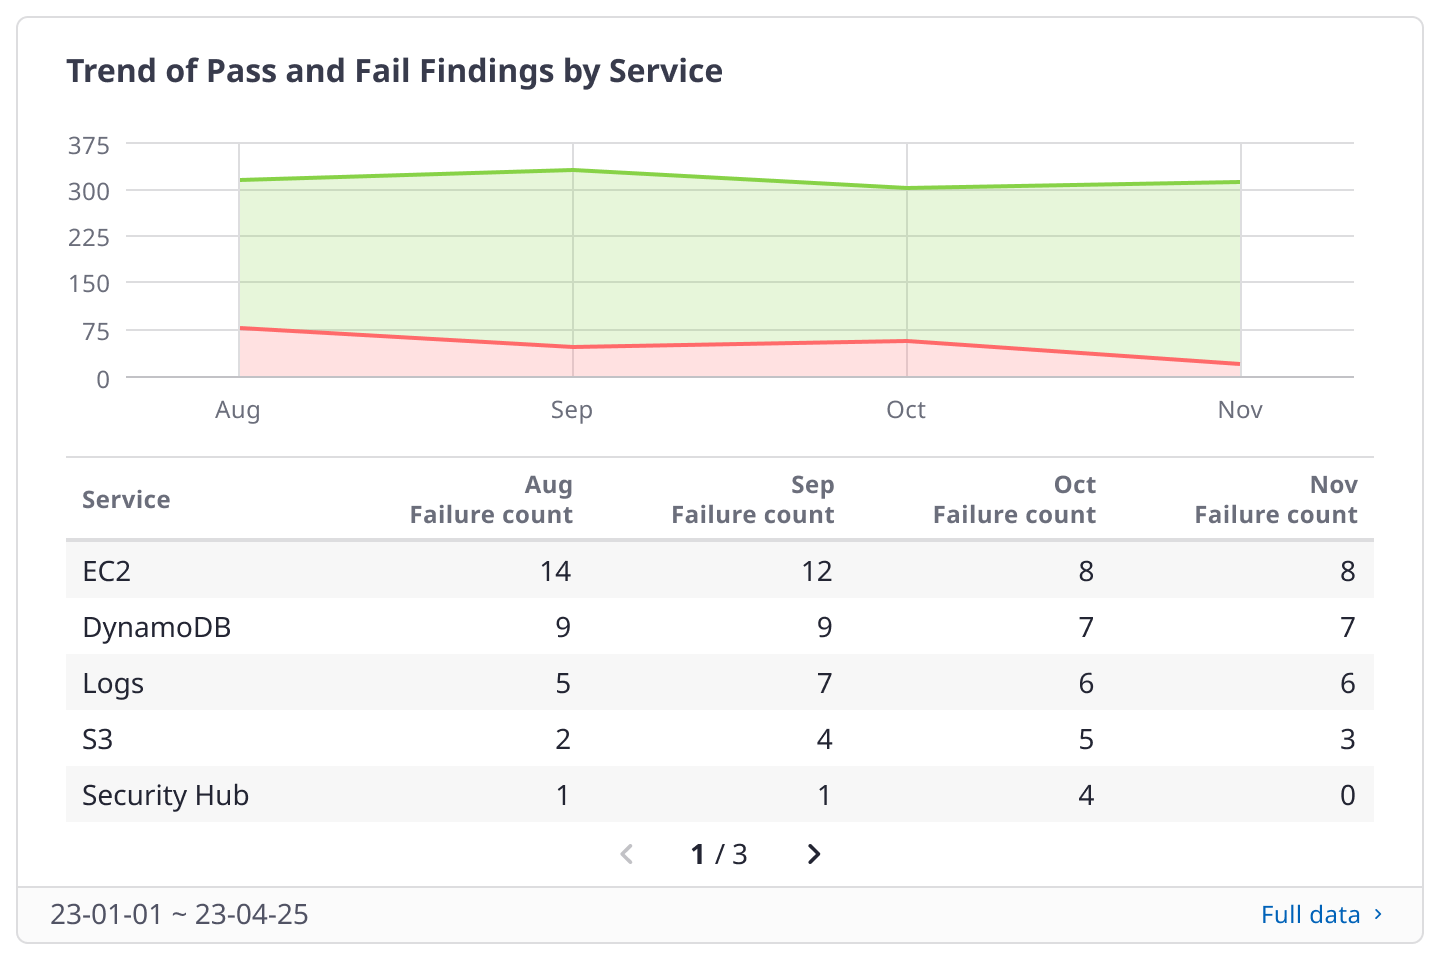 Trend of Pass and Fail Findings by Service
375
300
225
150
75
0
Aug Sep Oct Nov
Service Aug Failure count Sep Failure count Oct Failure count Nov Failure count
EC2 14 12 8 8
DynamoDB 9 9 7 7
Logs 5 7 6 6
S3 2 4 5 3
Security Hub 1 1 4 0
1 / 3
23-01-01 ~ 23-04-25 Full data